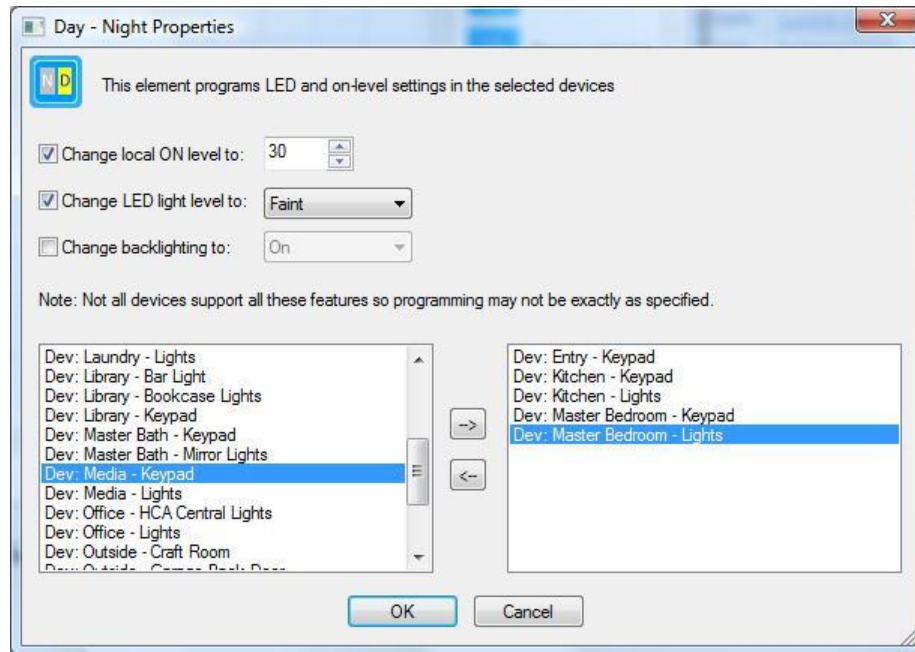 Day - Night Properties
N D
This element programs LED and on-level settings in the selected devices
Change local ON level to: 30
Change LED light level to: Faint
Change backlighting to: On
Note: Not all devices support all these features so programming may not be exactly as specified.
Dev: Laundry - Lights
Dev: Library - Bar Light
Dev: Library - Bookcase Lights
Dev: Library - Keypad
Dev: Master Bath - Keypad
Dev: Master Bath - Mirror Lights
Dev: Media - Keypad
Dev: Media - Lights
Dev: Office - HCA Central Lights
Dev: Office - Lights
Dev: Outside - Craft Room
Dev: Outside - Garage Back Door
-->
<--
Dev: Entry - Keypad
Dev: Kitchen - Keypad
Dev: Kitchen - Lights
Dev: Master Bedroom - Keypad
Dev: Master Bedroom - Lights
OK Cancel